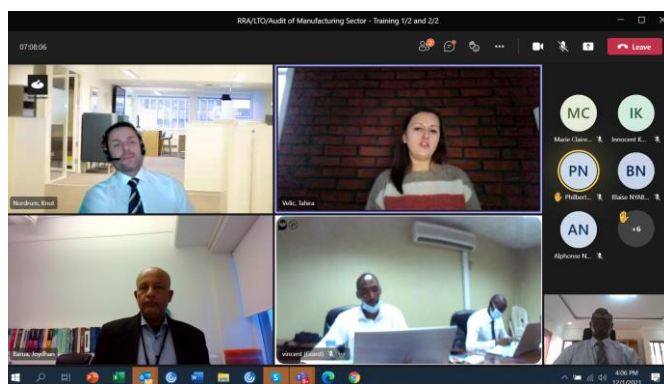 RRA/LTO/Audit of Manufacturing Sector - Training 1/2 and 2/2
07:08:06
2
Leave
Nordrum, Knut
Velic, Tahira
MC
IK
Marie Claire...
Innocent K...
PN
BN
Philbert...
Blaise NYAB...
AN
+6
Alphonse N...
Barua, Joydhan
vincent (Guest)
4:06 PM
12/1/2021